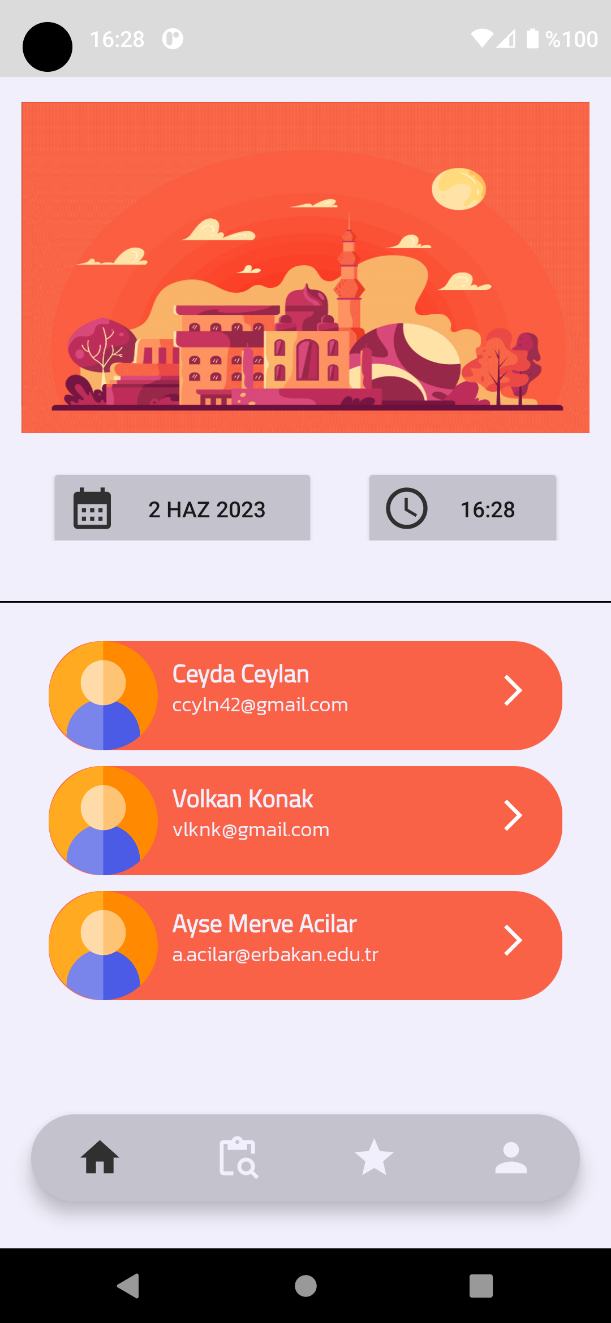 16:28
%100
2 HAZ 2023
16:28
Ceyda Ceylan
ccyln42@gmail.com
Volkan Konak
vlknk@gmail.com
Ayse Merve Acilar
a.acilar@erbakan.edu.tr